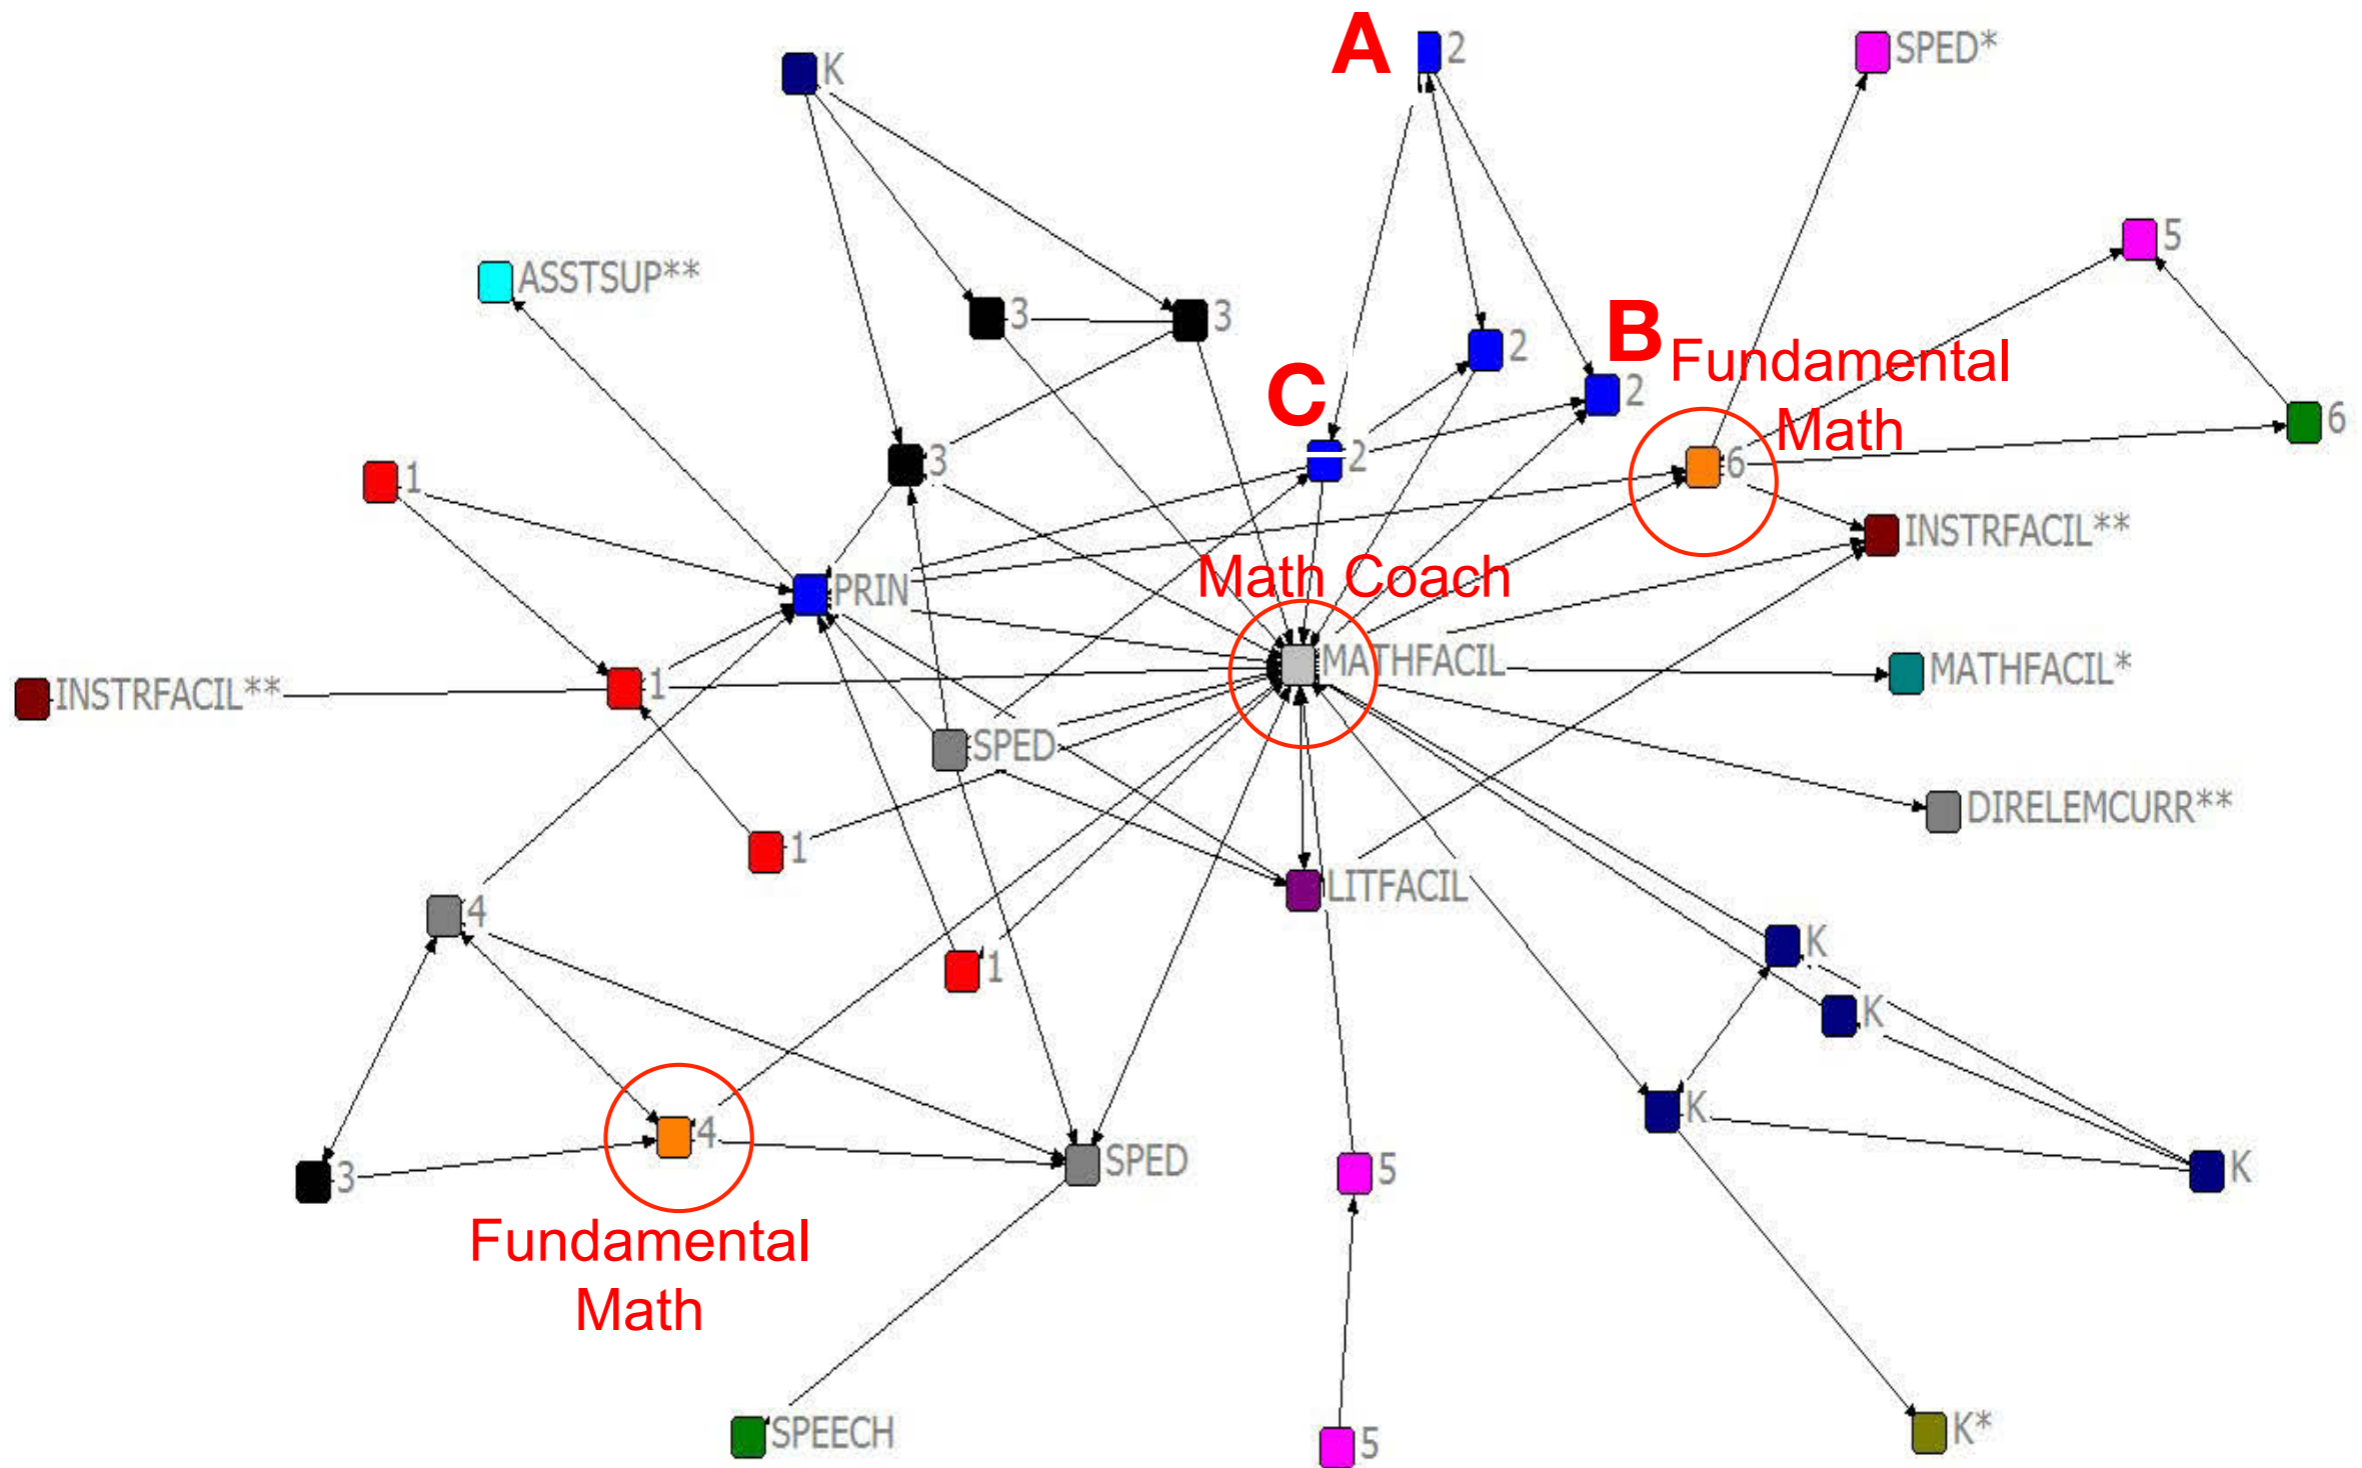 A
2
SPED*
K
5
ASSTSUP**
3
3
2
B
Fundamental
Math
2
6
C
2
6
3
1
INSTRFACIL**
PRIN
Math Coach
MATHFACIL
MATHFACIL*
INSTRFACIL**
1
SPED
DIRELEMCURR**
1
LITFACIL
4
K
1
K
K
4
SPED
3
5
K
Fundamental
Math
SPEECH
5
K*